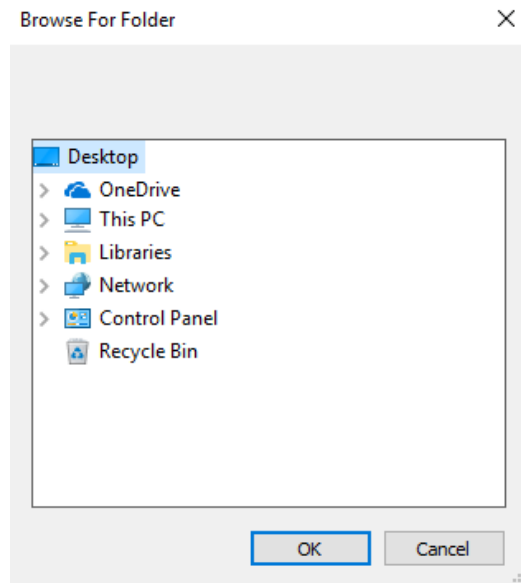 Browse For Folder
Desktop
OneDrive
This PC
Libraries
Network
Control Panel
Recycle Bin
OK Cancel